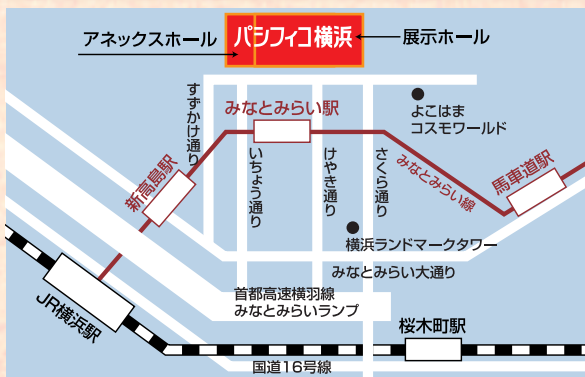 アネックスホール
パシフィコ横浜
展示ホール
すずかけ通り
みなとみらい駅
よこはま
コスモワールド
いちょう通り
けやき通り
さくら通り
みなとみらい線
馬車道駅
新高島駅
横浜ランドマークタワー
みなとみらい大通り
首都高速横羽線
みなとみらいランプ
JR横浜駅
桜木町駅
国道16号線